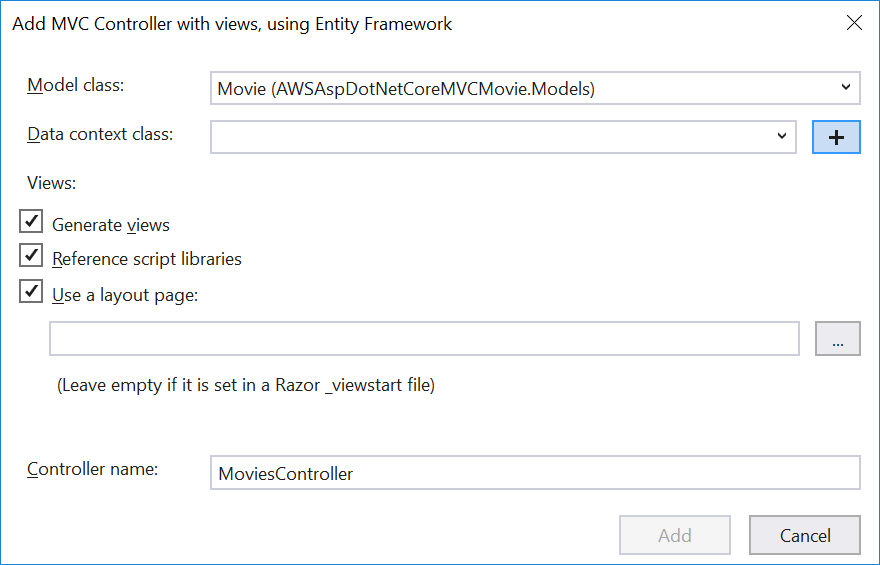 Add MVC Controller with views, using Entity Framework
Model class:
Movie (AWSAspDotNetCoreMVCMovie.Models)
Data context class:
+
Views:
Generate views
Reference script libraries
Use a layout page:
...
(Leave empty if it is set in a Razor _viewstart file)
Controller name:
MoviesController
Add
Cancel